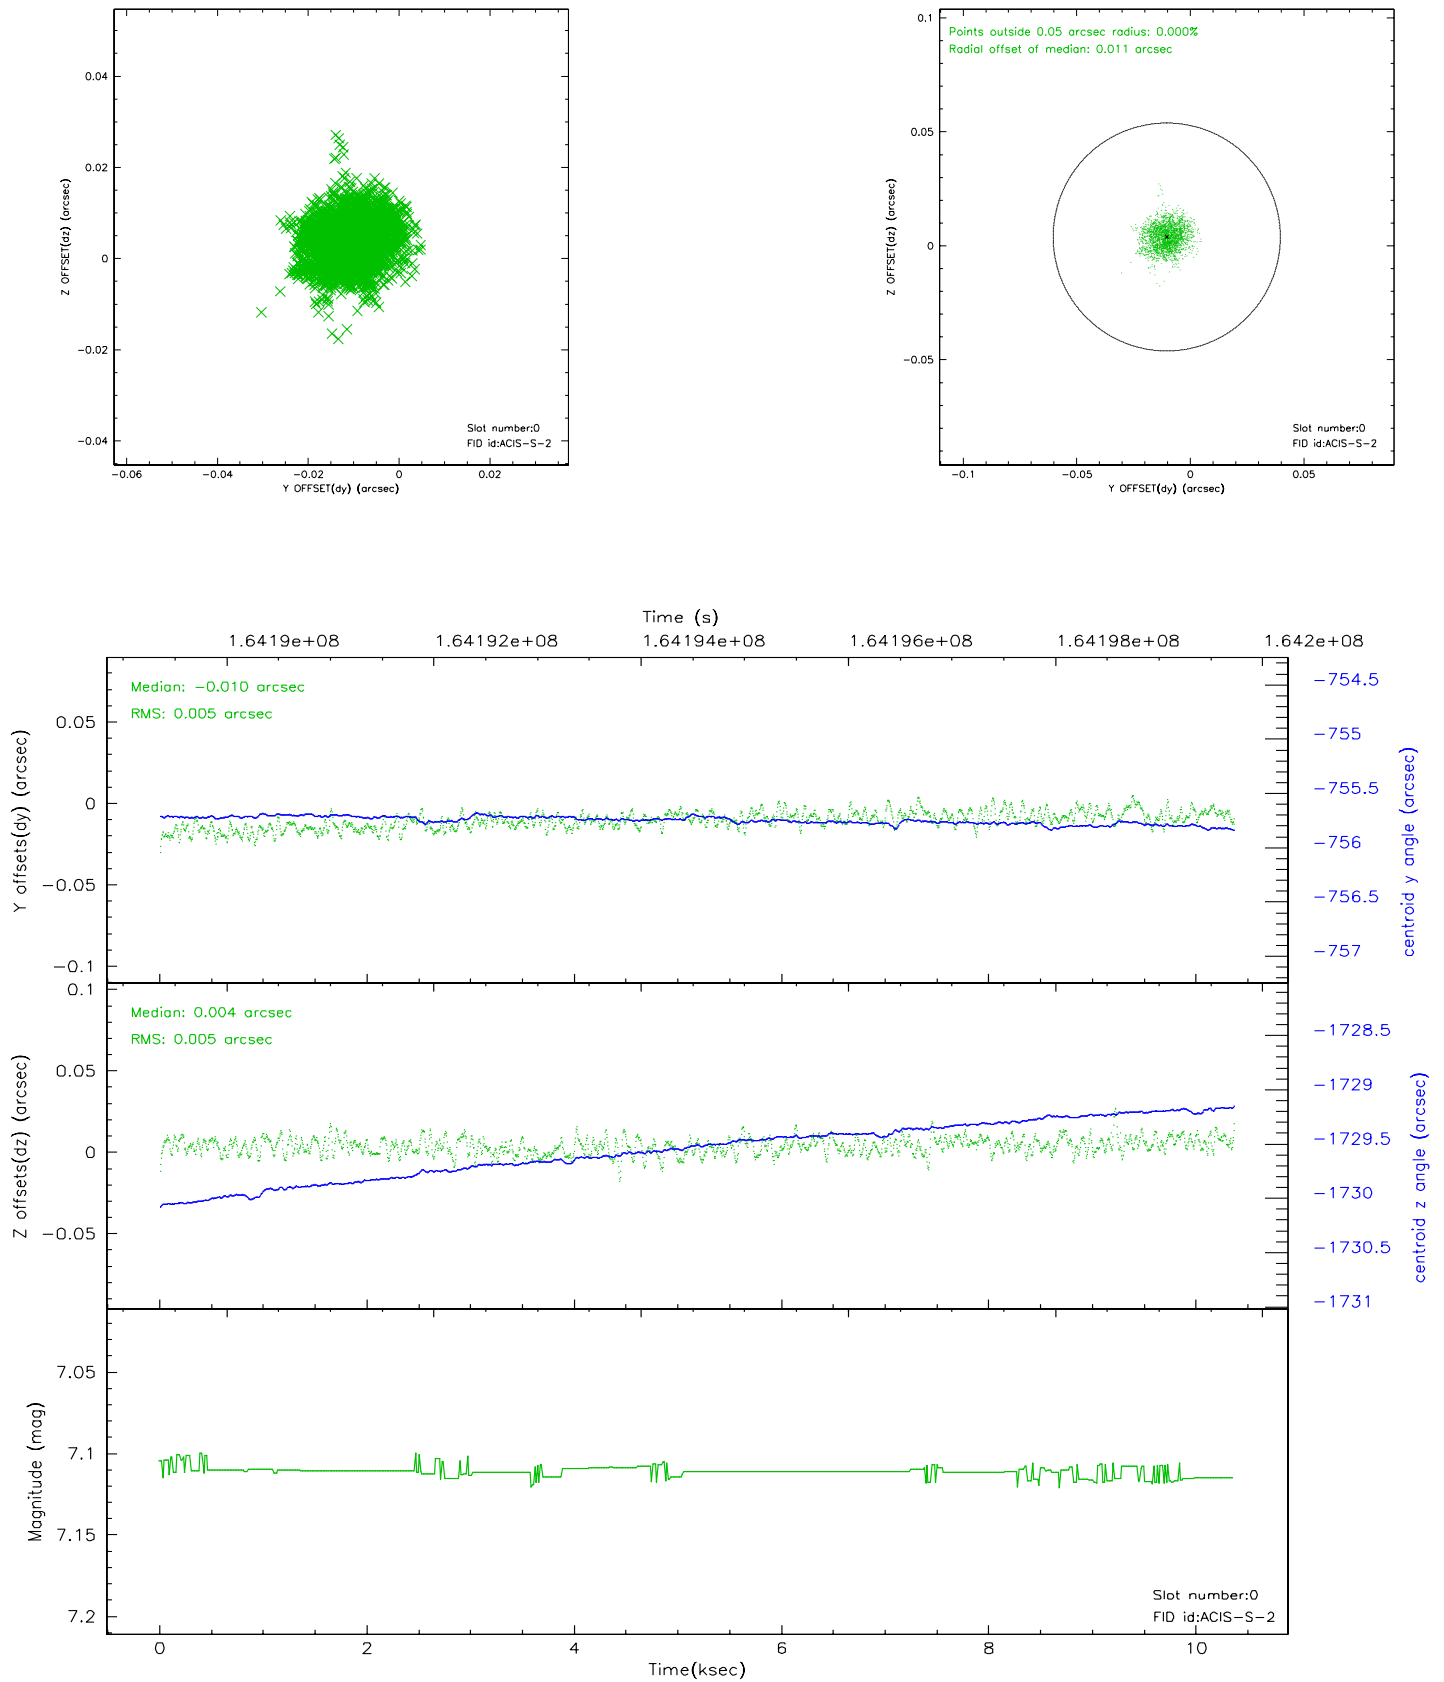 0.04
0.02
0
−0.02
−0.04
−0.06
−0.04
−0.02
0
0.02
Z OFFSET(dz) (arcsec)
Y OFFSET(dy) (arcsec)
Slot number:0
FID id:ACIS−S−2
Points outside 0.05 arcsec radius: 0.000%
Radial offset of median: 0.011 arcsec
0.1
0.05
0
−0.05
−0.1
−0.05
0
0.05
Z OFFSET(dz) (arcsec)
Y OFFSET(dy) (arcsec)
Slot number:0
FID id:ACIS−S−2
Time (s)
1.6419e+08
1.64192e+08
1.64194e+08
1.64196e+08
1.64198e+08
1.642e+08
Median: −0.010 arcsec
RMS: 0.005 arcsec
0.05
0
−0.05
−0.1
Y offsets(dy) (arcsec)
−754.5
−755
−755.5
−756
−756.5
−757
centroid y angle (arcsec)
Median: 0.004 arcsec
RMS: 0.005 arcsec
0.1
0.05
0
−0.05
Z offsets(dz) (arcsec)
−1728.5
−1729
−1729.5
−1730
−1730.5
−1731
centroid z angle (arcsec)
7.05
7.1
7.15
7.2
Magnitude (mag)
Slot number:0
FID id:ACIS−S−2
0
2
4
6
8
10
Time(ksec)